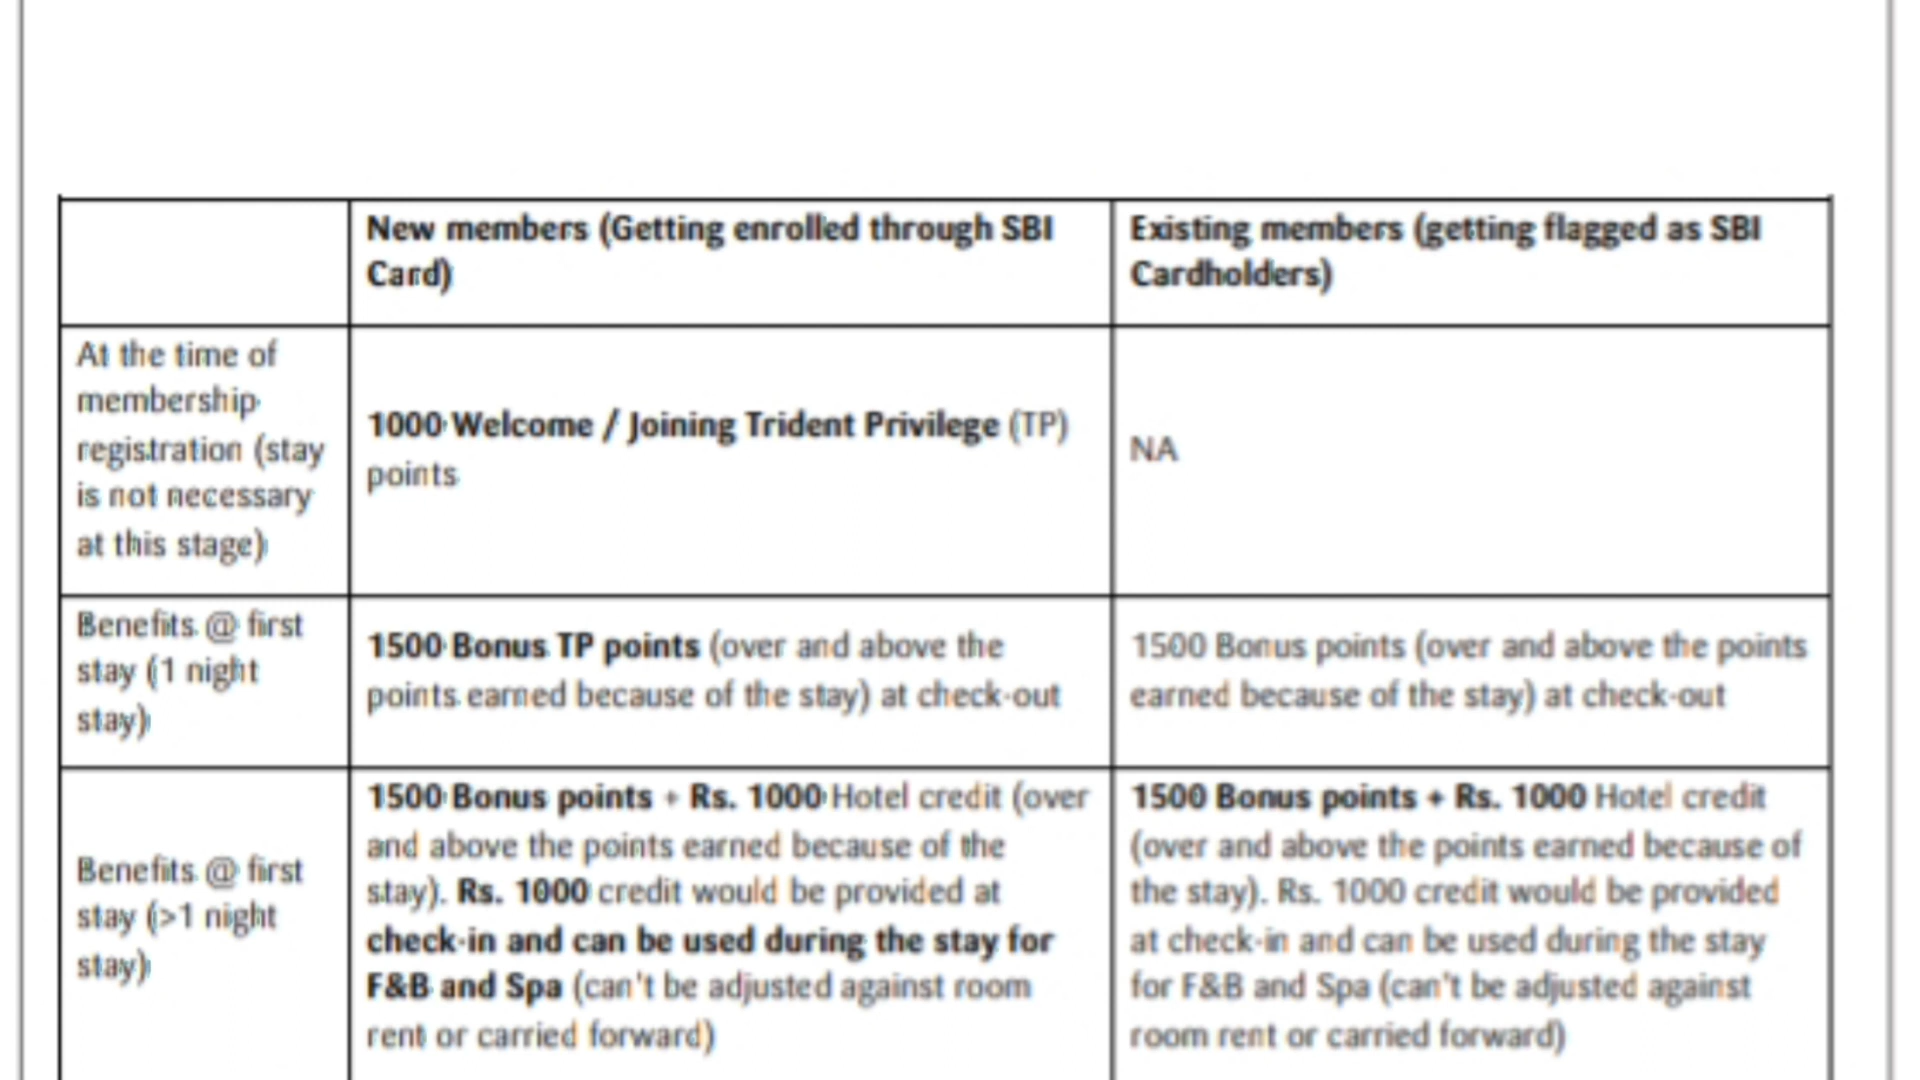 New members (Getting enrolled through SBI
Card)
Existing members (getting flagged as SBI
Cardholders)
At the time of
membership
registration (stay
is not necessary
at this stage)
1000 Welcome / Joining Trident Privilege (TP)
points
NA
Benefits @ first
stay (1 night
stay)
1500 Bonus TP points (over and above the
points earned because of the stay) at check-out
1500 Bonus points (over and above the points
earned because of the stay) at check-out
Benefits @ first
stay (>1 night
stay)
1500 Bonus points + Rs. 1000 Hotel credit (over
and above the points earned because of the
stay). Rs. 1000 credit would be provided at
check-in and can be used during the stay for
F&B and Spa (can't be adjusted against room
rent or carried forward)
1500 Bonus points + Rs. 1000 Hotel credit
(over and above the points earned because of
the stay). Rs. 1000 credit would be provided
at check-in and can be used during the stay
for F&B and Spa (can't be adjusted against
room rent or carried forward)